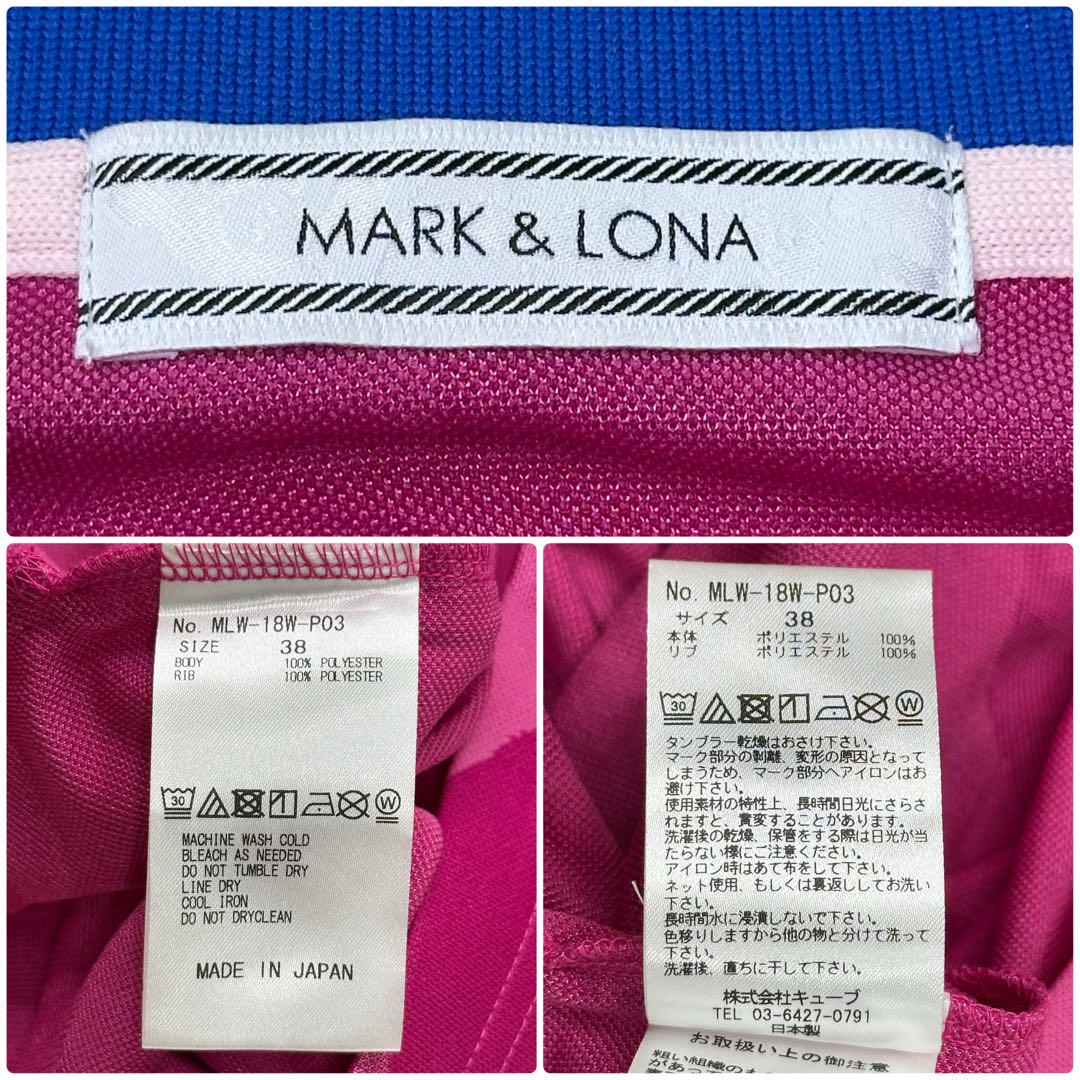 MARK & LONA
No. MLW-18W-P03
SIZE 38
BODY 100% POLYESTER
RIB 100% POLYESTER
30 W
MACHINE WASH COLD
BLEACH AS NEEDED
DO NOT TUMBLE DRY
LINE DRY
COOL IRON
DO NOT DRYCLEAN
MADE IN JAPAN
No. MLW-18W-P03
サイズ 38
本体 ポリエステル 100%
リブ ポリエステル 100%
30 W
タンブラー乾燥はおさけ下さい。
マーク部分の剥離、変形の原因となって
しまうため、マーク部分へアイロンはお
避け下さい。
使用素材の特性上、長時間日光にさらさ
れますと、黄変することがあります。
洗濯後の乾燥、保管をする際は日光が当
たらない様にご注意ください。
アイロン時はあて布をして下さい。
ネット使用、もしくは裏返ししてお洗い
下さい。
長時間水に浸漬しないで下さい。
色移りしますから他の物と分けて洗って
下さい。
洗濯後、直ちに干して下さい。
株式会社キューブ
TEL 03-6427-0791
日本製
お取扱い上の御注意
粗い組織の
があって